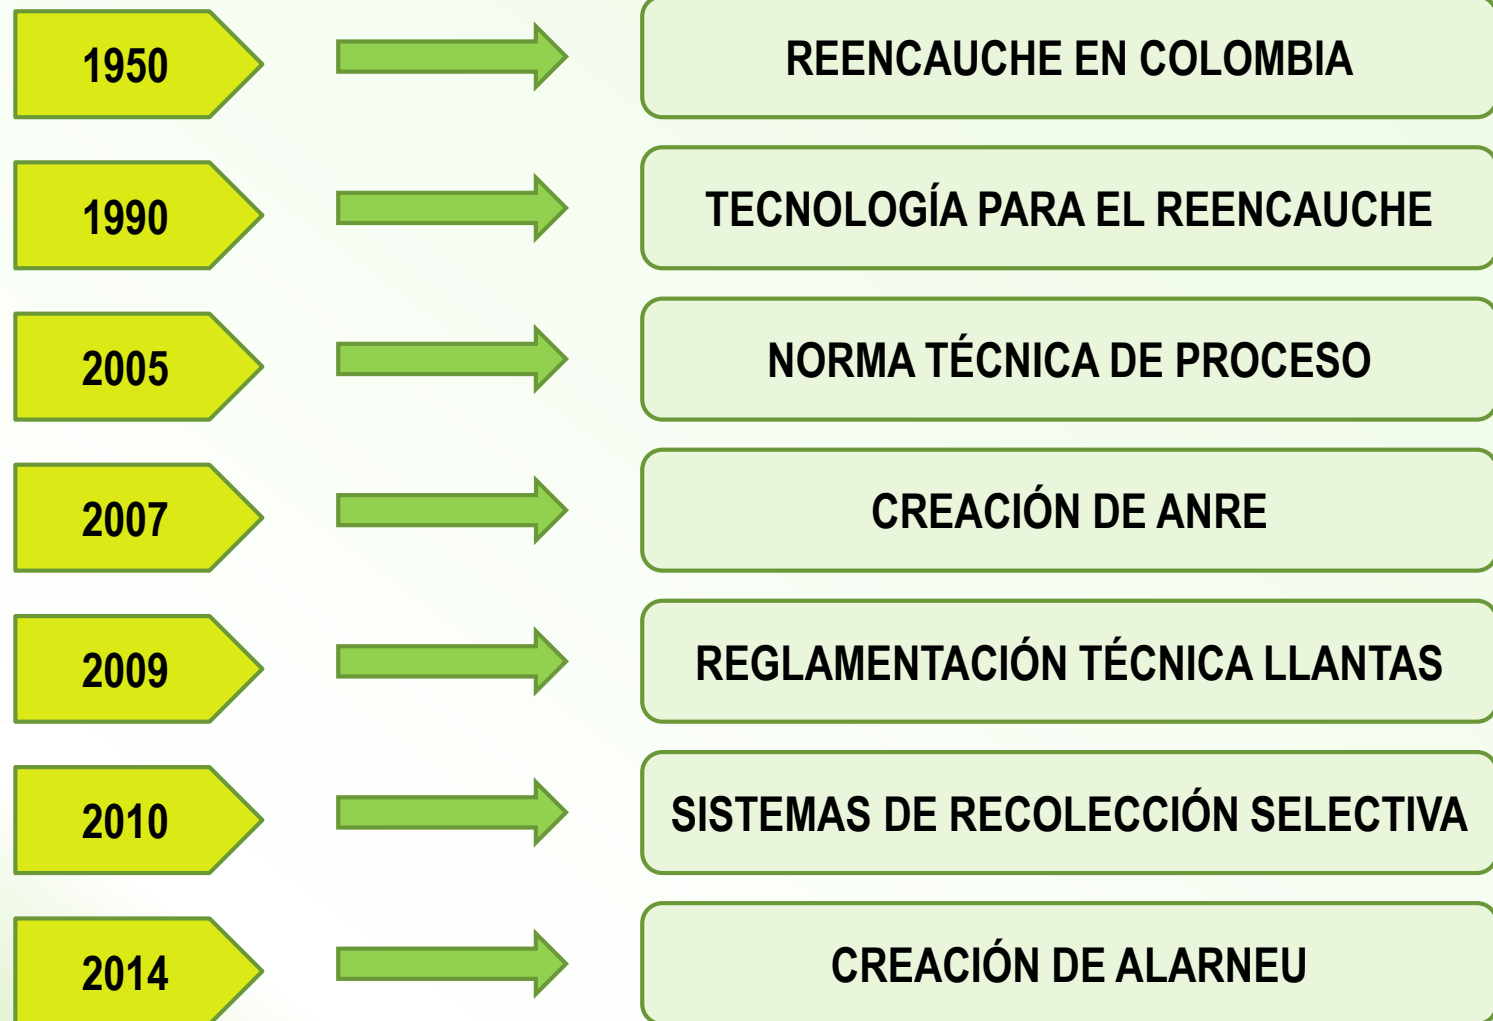 1950
REENCAUCHE EN COLOMBIA
1990
TECNOLOGÍA PARA EL REENCAUCHE
2005
NORMA TÉCNICA DE PROCESO
2007
CREACIÓN DE ANRE
2009
REGLAMENTACIÓN TÉCNICA LLANTAS
2010
SISTEMAS DE RECOLECCIÓN SELECTIVA
2014
CREACIÓN DE ALARNEU